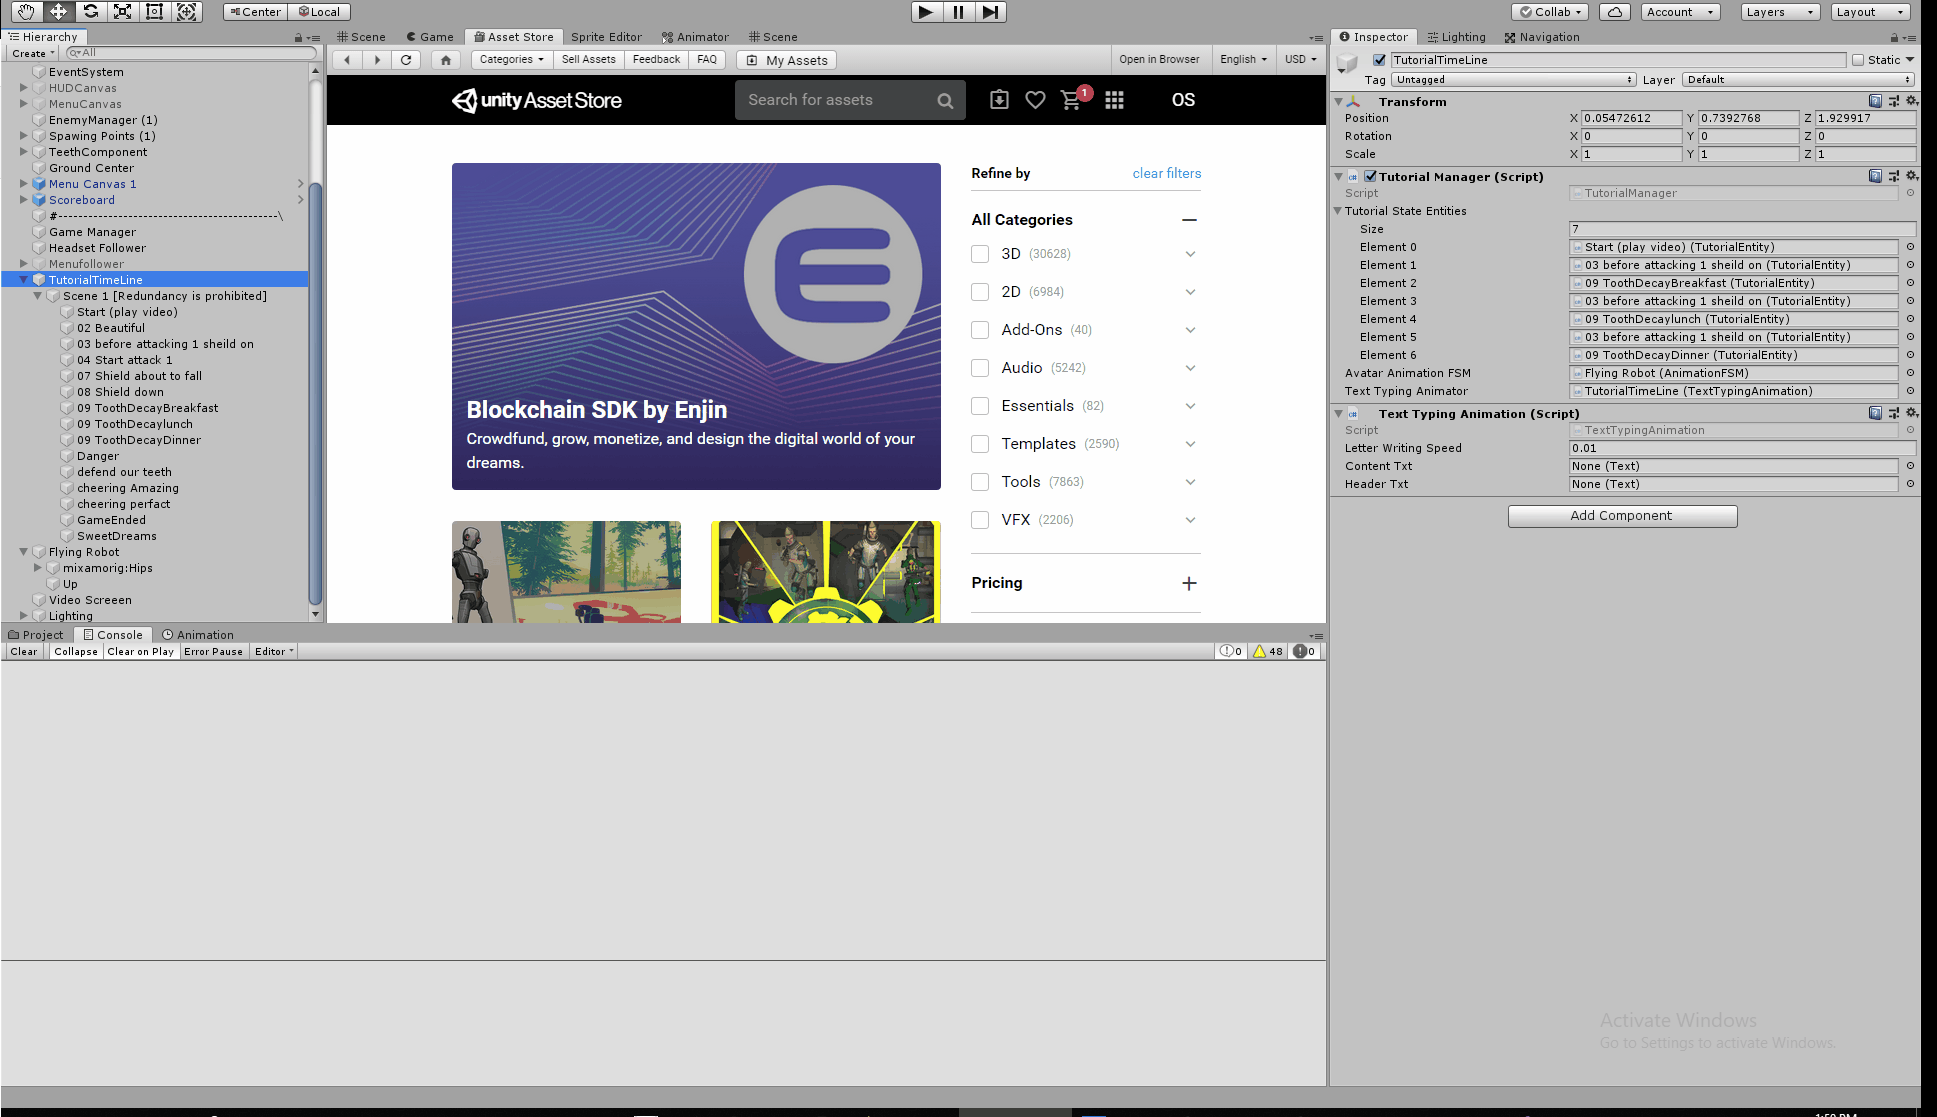 Center Local
Collab Account Layers Layout
Hierarchy
Create All
EventSystem
HUDCanvas
MenuCanvas
EnemyManager (1)
Spawing Points (1)
TeethComponent
Ground Center
Menu Canvas 1
Scoreboard
#--------------------------------------------\
Game Manager
Headset Follower
Menufollower
TutorialTimeLine
Scene 1 [Redundancy is prohibited]
Start (play video)
02 Beautiful
03 before attacking 1 sheild on
04 Start attack 1
07 Shield about to fall
08 Shield down
09 ToothDecayBreakfast
09 ToothDecaylunch
09 ToothDecayDinner
Danger
defend our teeth
cheering Amazing
cheering perfact
GameEnded
SweetDreams
Flying Robot
mixamorig:Hips
Up
Video Screeen
Lighting
Scene Game Asset Store Sprite Editor Animator Scene
Categories Sell Assets Feedback FAQ My Assets Open in Browser English USD
unity Asset Store Search for assets 1 OS
Blockchain SDK by Enjin
Crowdfund, grow, monetize, and design the digital world of your
dreams.
Refine by clear filters
All Categories
3D (30628)
2D (6984)
Add-Ons (40)
Audio (5242)
Essentials (82)
Templates (2590)
Tools (7863)
VFX (2206)
Pricing
Project Console Animation
Clear Collapse Clear on Play Error Pause Editor 0 48 0
Inspector Lighting Navigation
TutorialTimeLine Static
Tag Untagged Layer Default
Transform
Position X 0.05472612 Y 0.7392768 Z 1.929917
Rotation X 0 Y 0 Z 0
Scale X 1 Y 1 Z 1
Tutorial Manager (Script)
Script TutorialManager
Tutorial State Entities
Size 7
Element 0 Start (play video) (TutorialEntity)
Element 1 03 before attacking 1 sheild on (TutorialEntity)
Element 2 09 ToothDecayBreakfast (TutorialEntity)
Element 3 03 before attacking 1 sheild on (TutorialEntity)
Element 4 09 ToothDecaylunch (TutorialEntity)
Element 5 03 before attacking 1 sheild on (TutorialEntity)
Element 6 09 ToothDecayDinner (TutorialEntity)
Avatar Animation FSM Flying Robot (AnimationFSM)
Text Typing Animator TutorialTimeLine (TextTypingAnimation)
Text Typing Animation (Script)
Script TextTypingAnimation
Letter Writing Speed 0.01
Content Txt None (Text)
Header Txt None (Text)
Add Component
Activate Windows
Go to Settings to activate Windows.